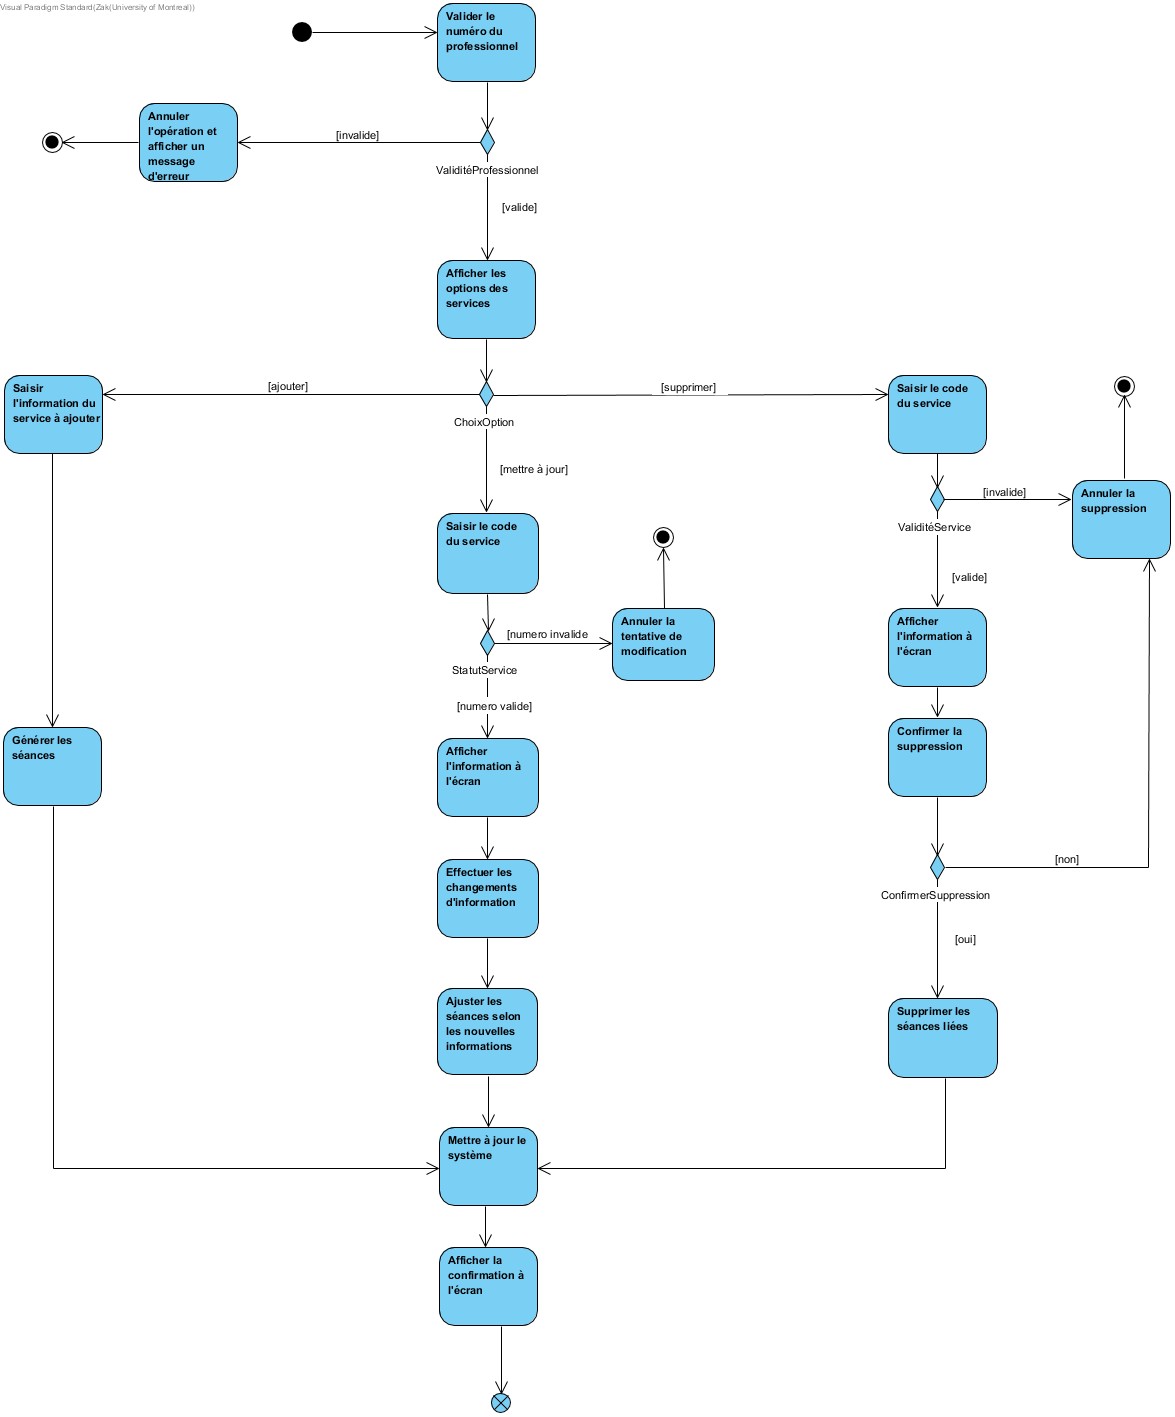 Visual Paradigm Standard(Zak(University of Montreal))
Valider le
numéro du
professionnel
Annuler
l'opération et
afficher un
message
d'erreur
[invalide]
ValiditéProfessionnel
[valide]
Afficher les
options des
services
Saisir
l'information du
service à ajouter
[ajouter]
ChoixOption
[supprimer]
Saisir le code
du service
[mettre à jour]
Saisir le code
du service
[invalide]
Annuler la
suppression
ValiditéService
[valide]
[numero invalide
Annuler la
tentative de
modification
StatutService
[numero valide]
Afficher
l'information à
l'écran
Confirmer la
suppression
Générer les
séances
Afficher
l'information à
l'écran
[non]
ConfirmerSuppression
[oui]
Effectuer les
changements
d'information
Ajuster les
séances selon
les nouvelles
informations
Supprimer les
séances liées
Mettre à jour le
système
Afficher la
confirmation à
l'écran